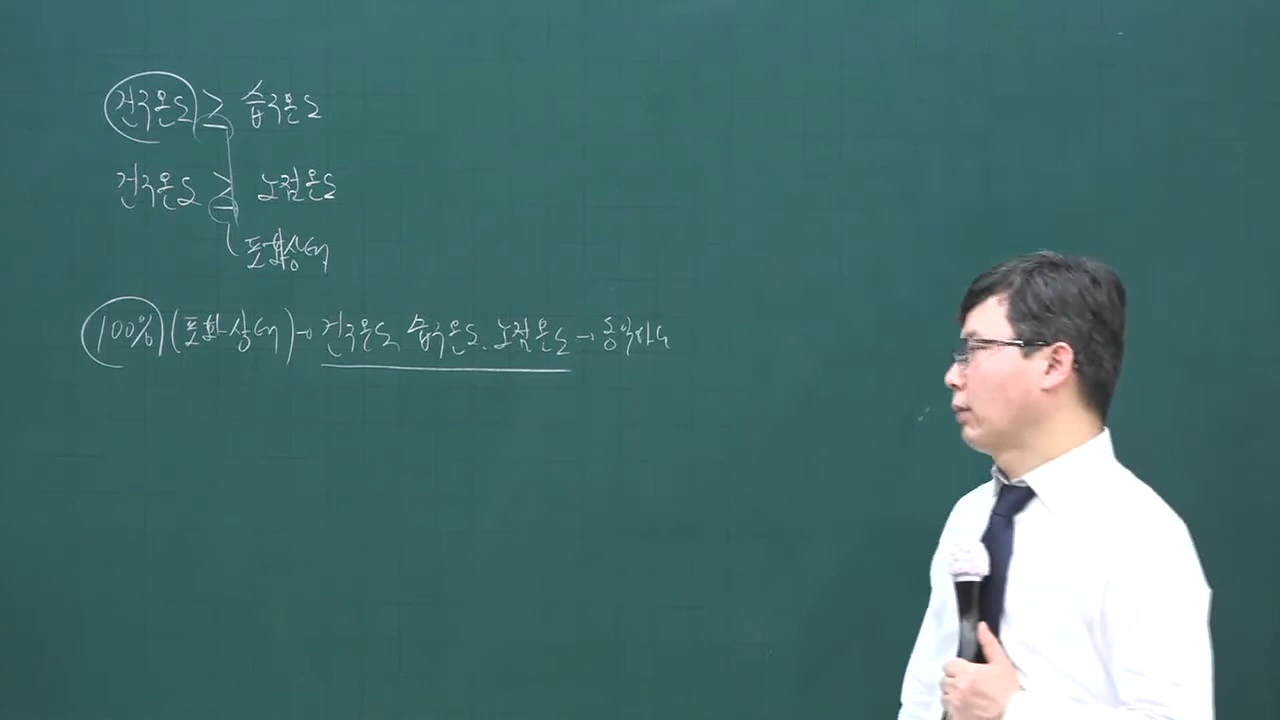 건구온도 ≥ 습구온도
건구온도 ≥ 노점온도
포화상태
100% (포화상태) → 건구온도, 습구온도, 노점온도 → 동일하다